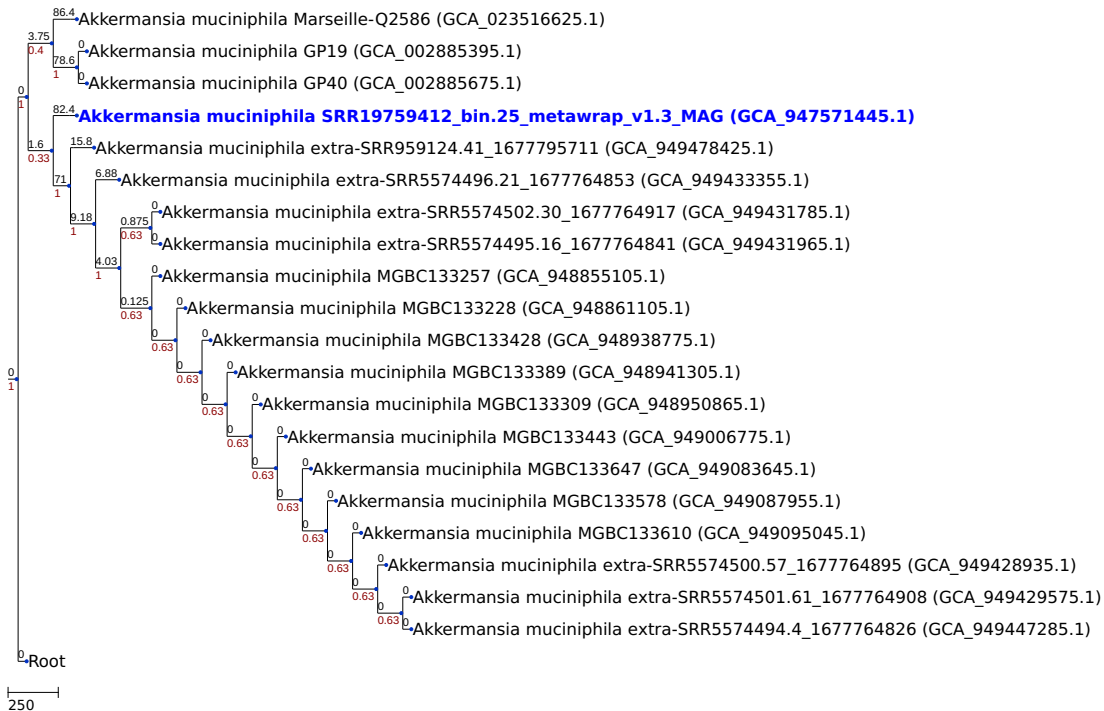 86.4
Akkermansia muciniphila Marseille-Q2586 (GCA_023516625.1)
3.75
0.4
0
Akkermansia muciniphila GP19 (GCA_002885395.1)
78.6
1
0
Akkermansia muciniphila GP40 (GCA_002885675.1)
0
1
82.4
Akkermansia muciniphila SRR19759412_bin.25_metawrap_v1.3_MAG (GCA_947571445.1)
1.6
0.33
15.8
Akkermansia muciniphila extra-SRR959124.41_1677795711 (GCA_949478425.1)
71
1
6.88
Akkermansia muciniphila extra-SRR5574496.21_1677764853 (GCA_949433355.1)
9.18
1
0
Akkermansia muciniphila extra-SRR5574502.30_1677764917 (GCA_949431785.1)
0.875
0.63
0
Akkermansia muciniphila extra-SRR5574495.16_1677764841 (GCA_949431965.1)
4.03
1
0
Akkermansia muciniphila MGBC133257 (GCA_948855105.1)
0.125
0.63
0
Akkermansia muciniphila MGBC133228 (GCA_948861105.1)
0
0.63
0
Akkermansia muciniphila MGBC133428 (GCA_948938775.1)
0
0.63
0
Akkermansia muciniphila MGBC133389 (GCA_948941305.1)
0
0.63
0
Akkermansia muciniphila MGBC133309 (GCA_948950865.1)
0
0.63
0
Akkermansia muciniphila MGBC133443 (GCA_949006775.1)
0
0.63
0
Akkermansia muciniphila MGBC133647 (GCA_949083645.1)
0
0.63
0
Akkermansia muciniphila MGBC133578 (GCA_949087955.1)
0
0.63
0
Akkermansia muciniphila MGBC133610 (GCA_949095045.1)
0
0.63
0
Akkermansia muciniphila extra-SRR5574500.57_1677764895 (GCA_949428935.1)
0
0.63
0
Akkermansia muciniphila extra-SRR5574501.61_1677764908 (GCA_949429575.1)
0
0.63
0
Akkermansia muciniphila extra-SRR5574494.4_1677764826 (GCA_949447285.1)
0
1
0
Root
250